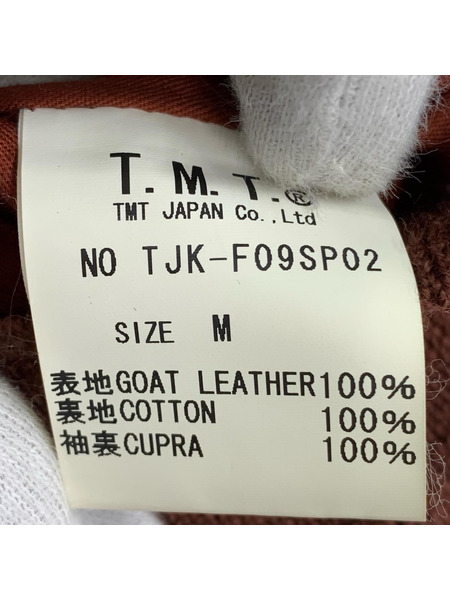 T.M.T.®
TMT JAPAN Co.,Ltd
NO TJK-F09SP02
SIZE M
表地GOAT LEATHER100%
裏地COTTON 100%
袖裏CUPRA 100%